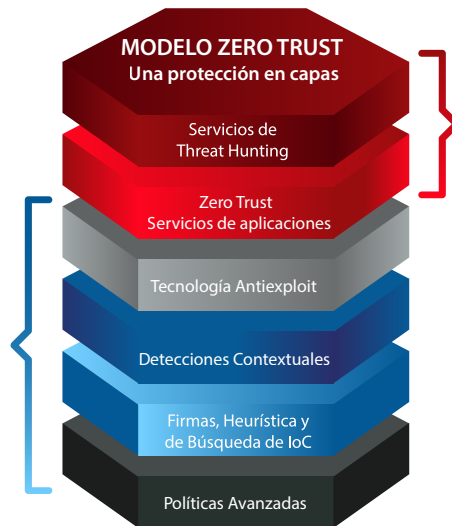 MODELO ZERO TRUST
Una protección en capas
Servicios de
Threat Hunting
Zero Trust
Servicios de aplicaciones
Tecnología Antiexploit
Detecciones Contextuales
Firmas, Heurística y
de Búsqueda de IoC
Políticas Avanzadas